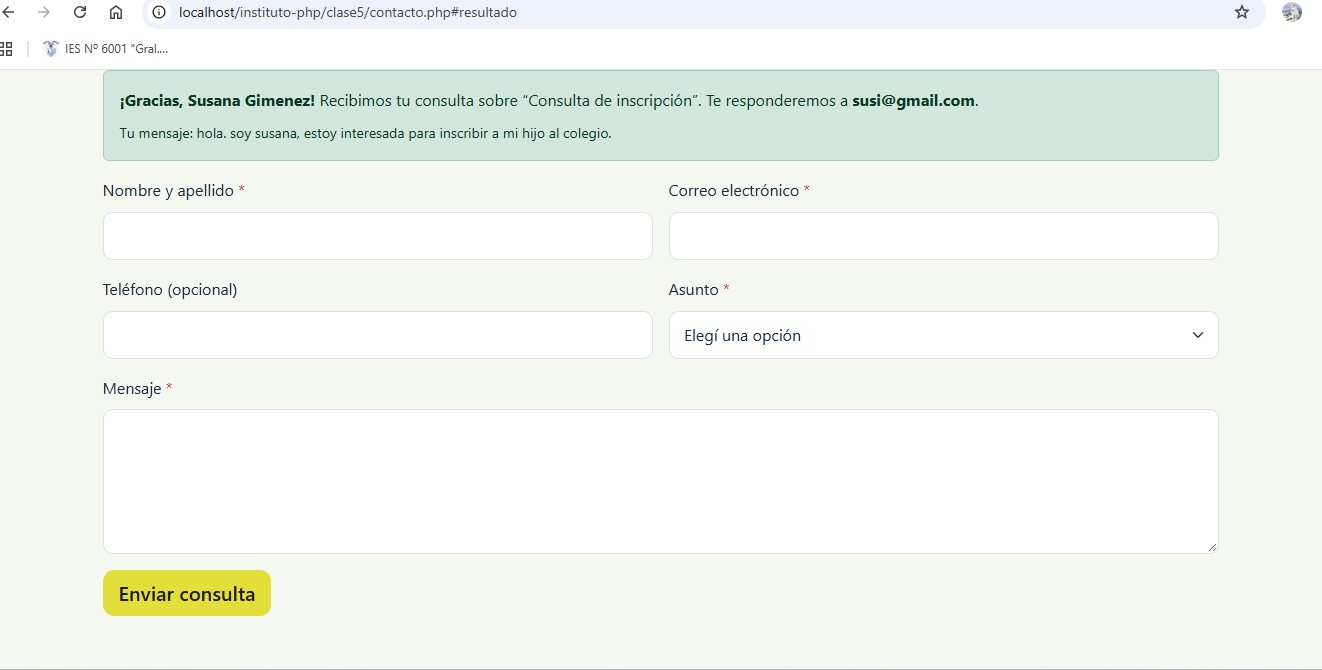 localhost/instituto-php/clase5/contacto.php#resultado
IES Nº 6001 "Gral....
¡Gracias, Susana Gimenez! Recibimos tu consulta sobre “Consulta de inscripción”. Te responderemos a susi@gmail.com.
Tu mensaje: hola. soy susana, estoy interesada para inscribir a mi hijo al colegio.
Nombre y apellido *
Correo electrónico *
Teléfono (opcional)
Asunto *
Elegí una opción
Mensaje *
Enviar consulta